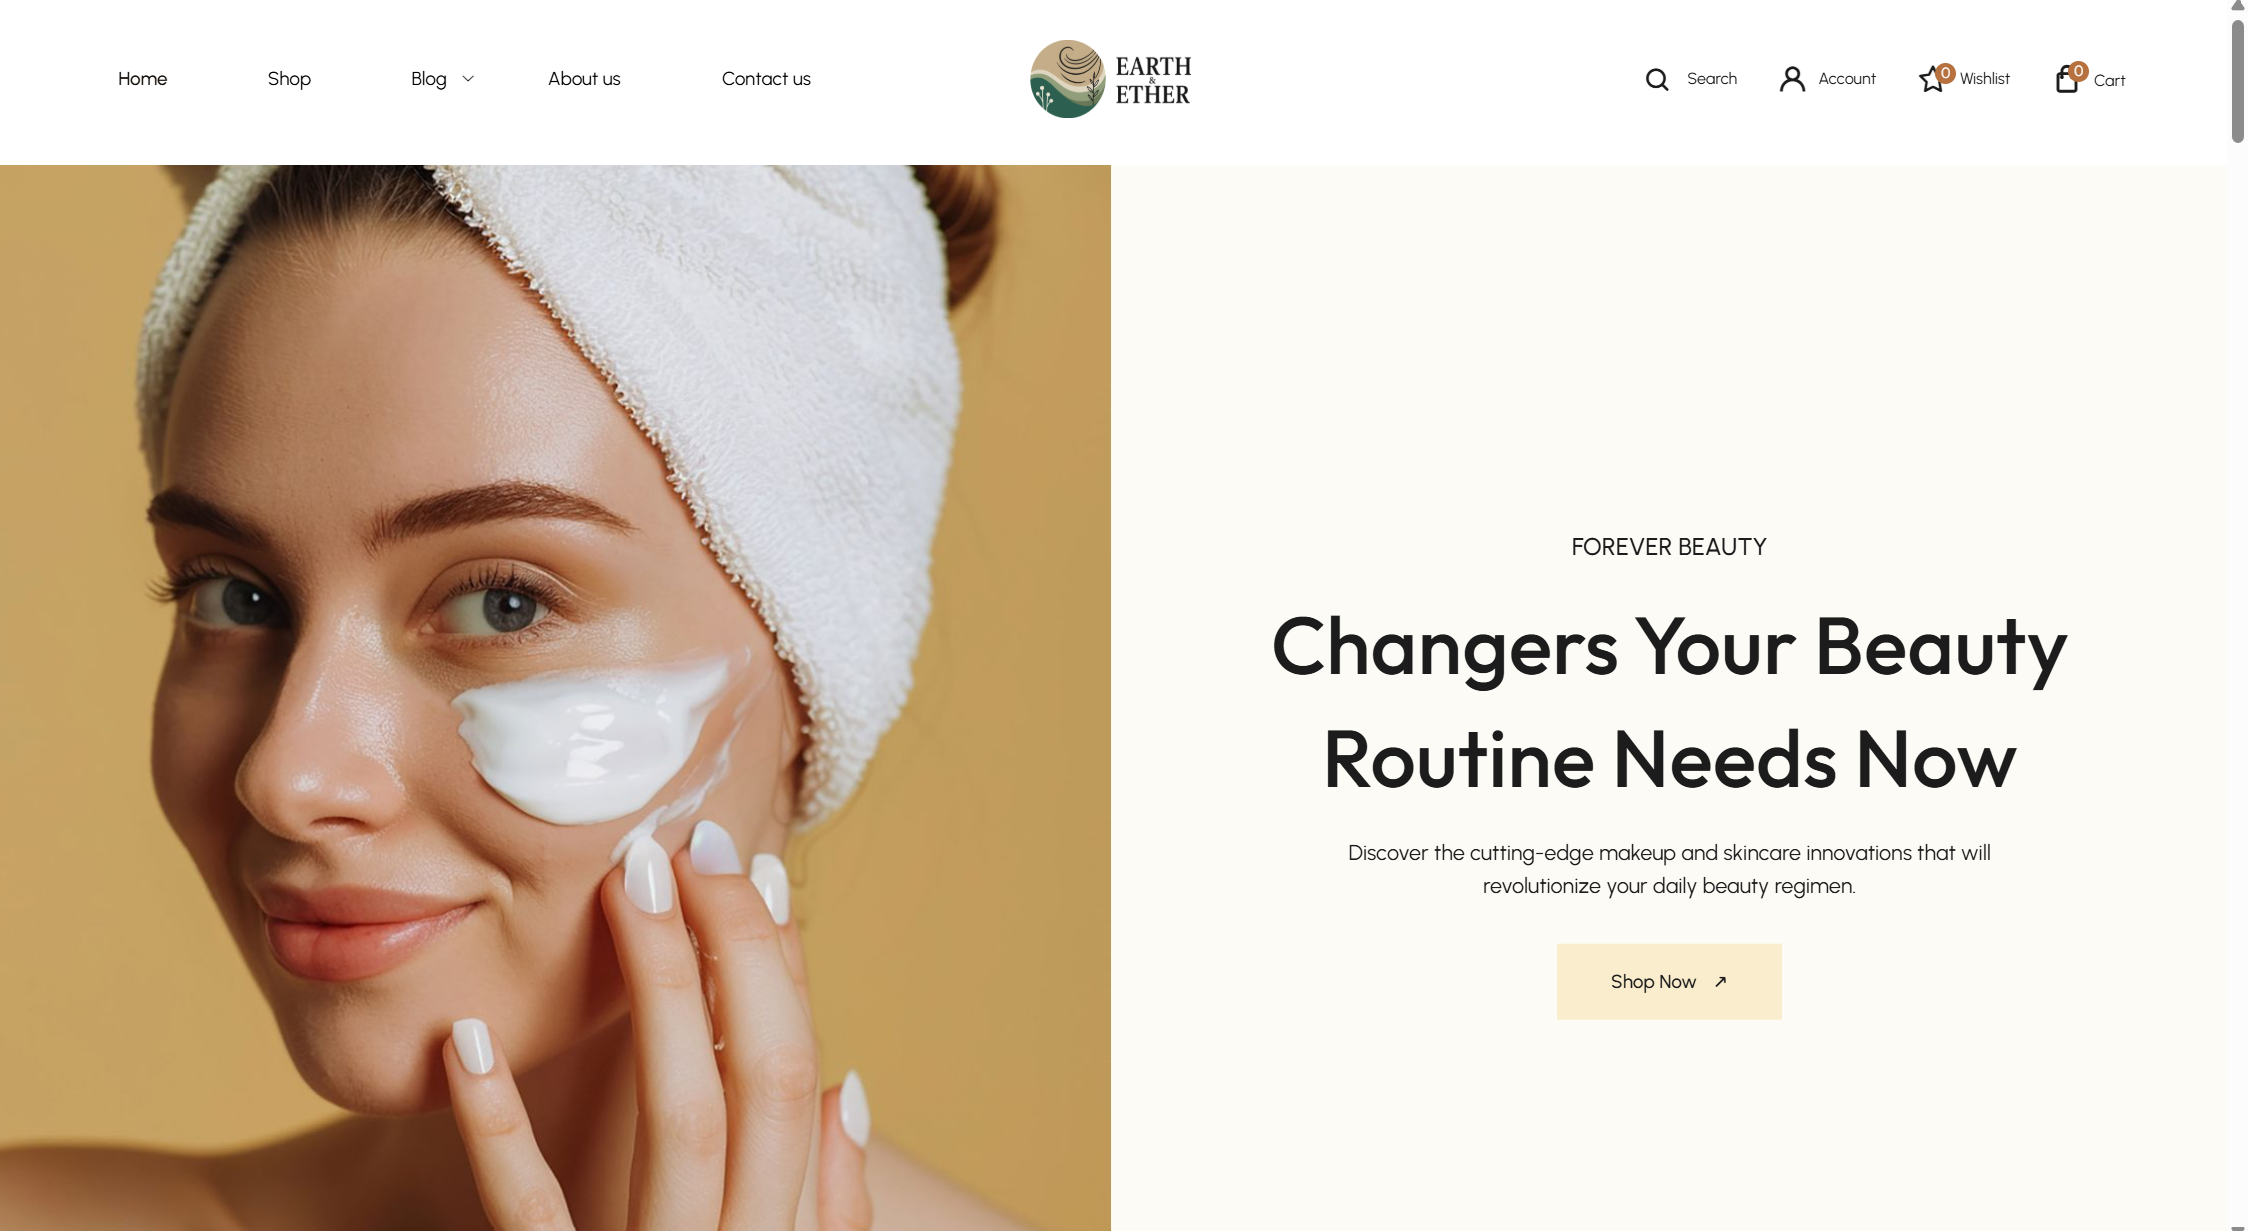 Home
Shop
Blog
About us
Contact us
EARTH
&
ETHER
Search
Account
0
Wishlist
0
Cart
FOREVER BEAUTY
Changers Your Beauty
Routine Needs Now
Discover the cutting-edge makeup and skincare innovations that will
revolutionize your daily beauty regimen.
Shop Now